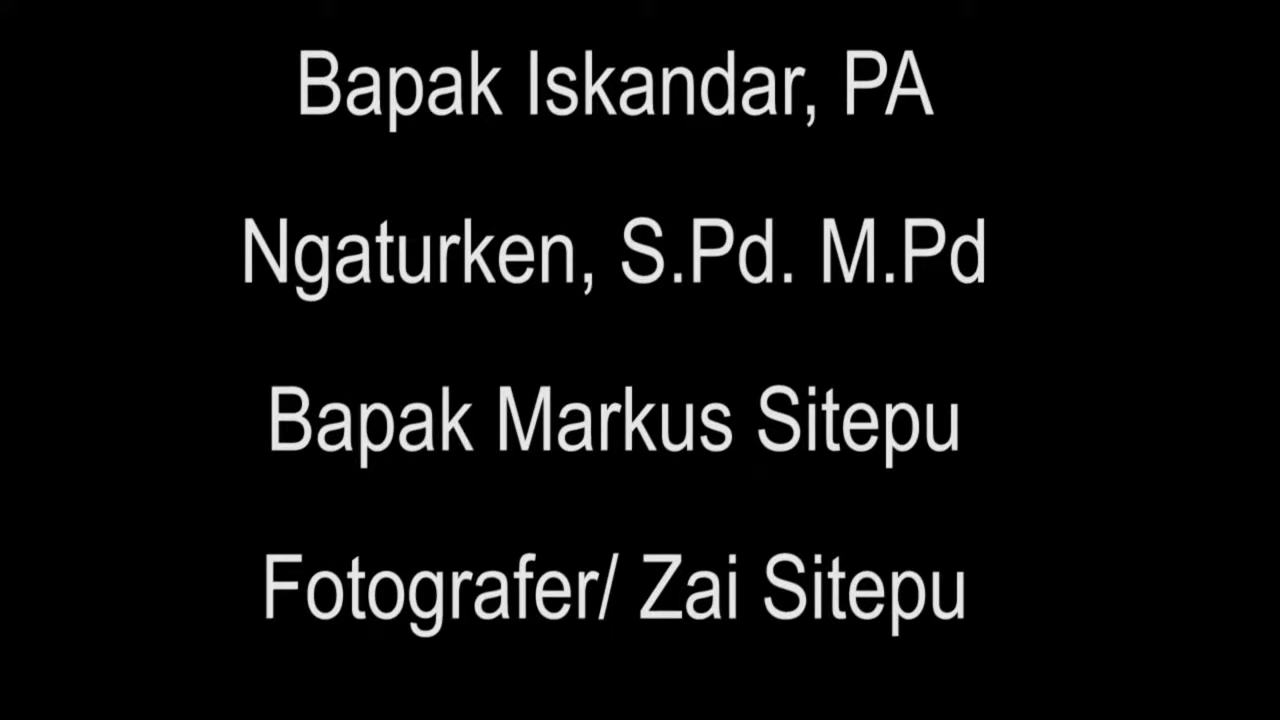 Bapak Iskandar, PA
Ngaturken, S.Pd. M.Pd
Bapak Markus Sitepu
Fotografer/ Zai Sitepu